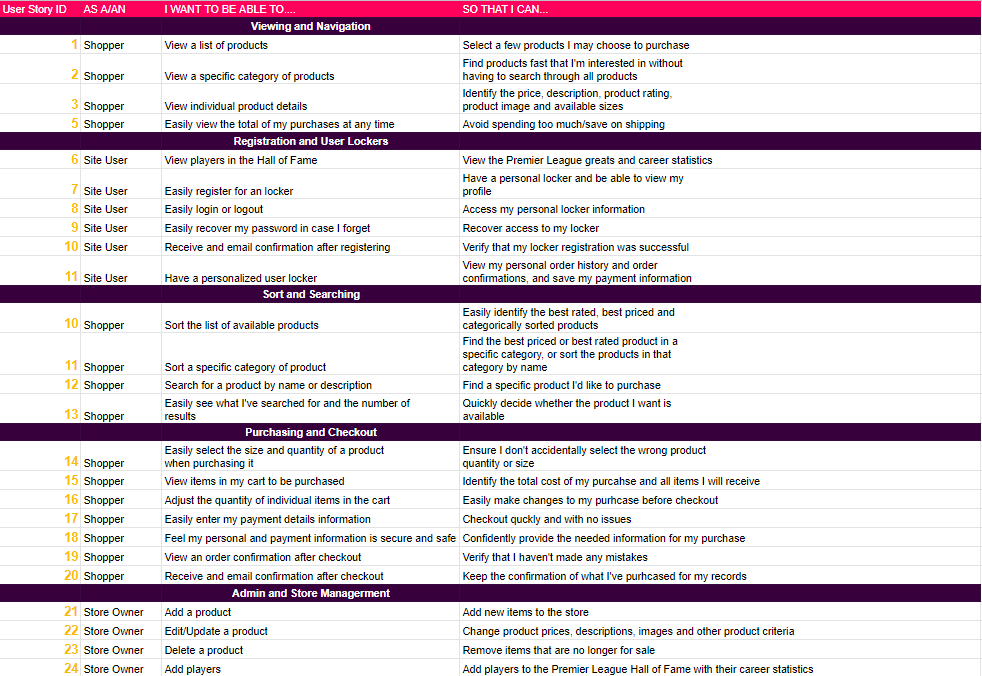 User Story ID AS A/AN I WANT TO BE ABLE TO.... SO THAT I CAN...
Viewing and Navigation
1 Shopper View a list of products Select a few products I may choose to purchase
Find products fast that I'm interested in without
2 Shopper View a specific category of products having to search through all products
Identify the price, description, product rating,
3 Shopper View individual product details product image and available sizes
5 Shopper Easily view the total of my purchases at any time Avoid spending too much/save on shipping
Registration and User Lockers
6 Site User View players in the Hall of Fame View the Premier League greats and career statistics
Have a personal locker and be able to view my
7 Site User Easily register for an locker profile
8 Site User Easily login or logout Access my personal locker information
9 Site User Easily recover my password in case I forget Recover access to my locker
10 Site User Receive and email confirmation after registering Verify that my locker registration was successful
View my personal order history and order
11 Site User Have a personalized user locker confirmations, and save my payment information
Sort and Searching
Easily identify the best rated, best priced and
10 Shopper Sort the list of available products categorically sorted products
Find the best priced or best rated product in a
specific category, or sort the products in that
11 Shopper Sort a specific category of product category by name
12 Shopper Search for a product by name or description Find a specific product I'd like to purchase
Easily see what I've searched for and the number of Quickly decide whether the product I want is
13 Shopper results available
Purchasing and Checkout
Easily select the size and quantity of a product Ensure I don't accidentally select the wrong product
14 Shopper when purchasing it quantity or size
15 Shopper View items in my cart to be purchased Identify the total cost of my purcahse and all items I will receive
16 Shopper Adjust the quantity of individual items in the cart Easily make changes to my purhcase before checkout
17 Shopper Easily enter my payment details information Checkout quckly and with no issues
18 Shopper Feel my personal and payment information is secure and safe Confidently provide the needed information for my purchase
19 Shopper View an order confirmation after checkout Verify that I haven't made any mistakes
20 Shopper Receive and email confirmation after checkout Keep the confirmation of what I've purhcased for my records
Admin and Store Managerment
21 Store Owner Add a product Add new items to the store
22 Store Owner Edit/Update a product Change product prices, descriptions, images and other product criteria
23 Store Owner Delete a product Remove items that are no longer for sale
24 Store Owner Add players Add players to the Premier League Hall of Fame with their career statistics